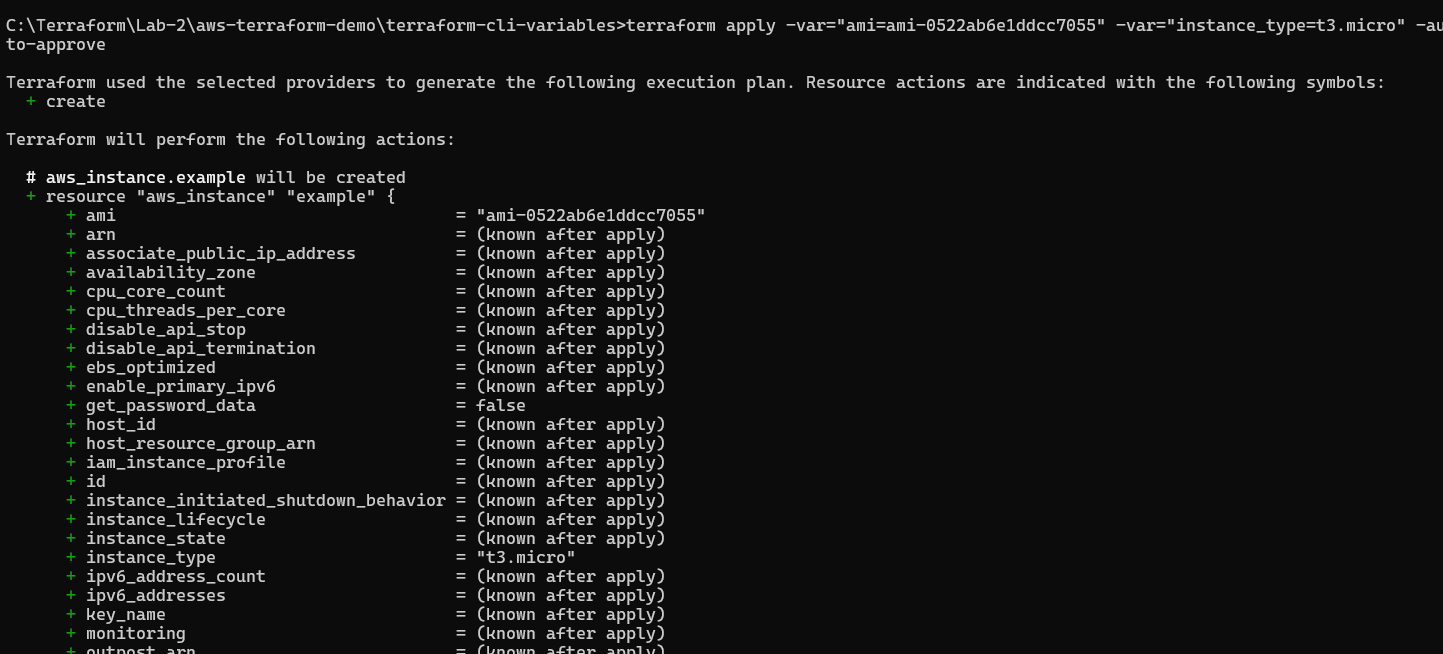 C:\Terraform\Lab-2\aws-terraform-demo\terraform-cli-variables>terraform apply -var="ami=ami-0522ab6e1ddcc7055" -var="instance_type=t3.micro" -au
to-approve
Terraform used the selected providers to generate the following execution plan. Resource actions are indicated with the following symbols:
+ create
Terraform will perform the following actions:
# aws_instance.example will be created
+ resource "aws_instance" "example" {
+ ami = "ami-0522ab6e1ddcc7055"
+ arn = (known after apply)
+ associate_public_ip_address = (known after apply)
+ availability_zone = (known after apply)
+ cpu_core_count = (known after apply)
+ cpu_threads_per_core = (known after apply)
+ disable_api_stop = (known after apply)
+ disable_api_termination = (known after apply)
+ ebs_optimized = (known after apply)
+ enable_primary_ipv6 = (known after apply)
+ get_password_data = false
+ host_id = (known after apply)
+ host_resource_group_arn = (known after apply)
+ iam_instance_profile = (known after apply)
+ id = (known after apply)
+ instance_initiated_shutdown_behavior = (known after apply)
+ instance_lifecycle = (known after apply)
+ instance_state = (known after apply)
+ instance_type = "t3.micro"
+ ipv6_address_count = (known after apply)
+ ipv6_addresses = (known after apply)
+ key_name = (known after apply)
+ monitoring = (known after apply)
+ outpost_arn = (known after apply)